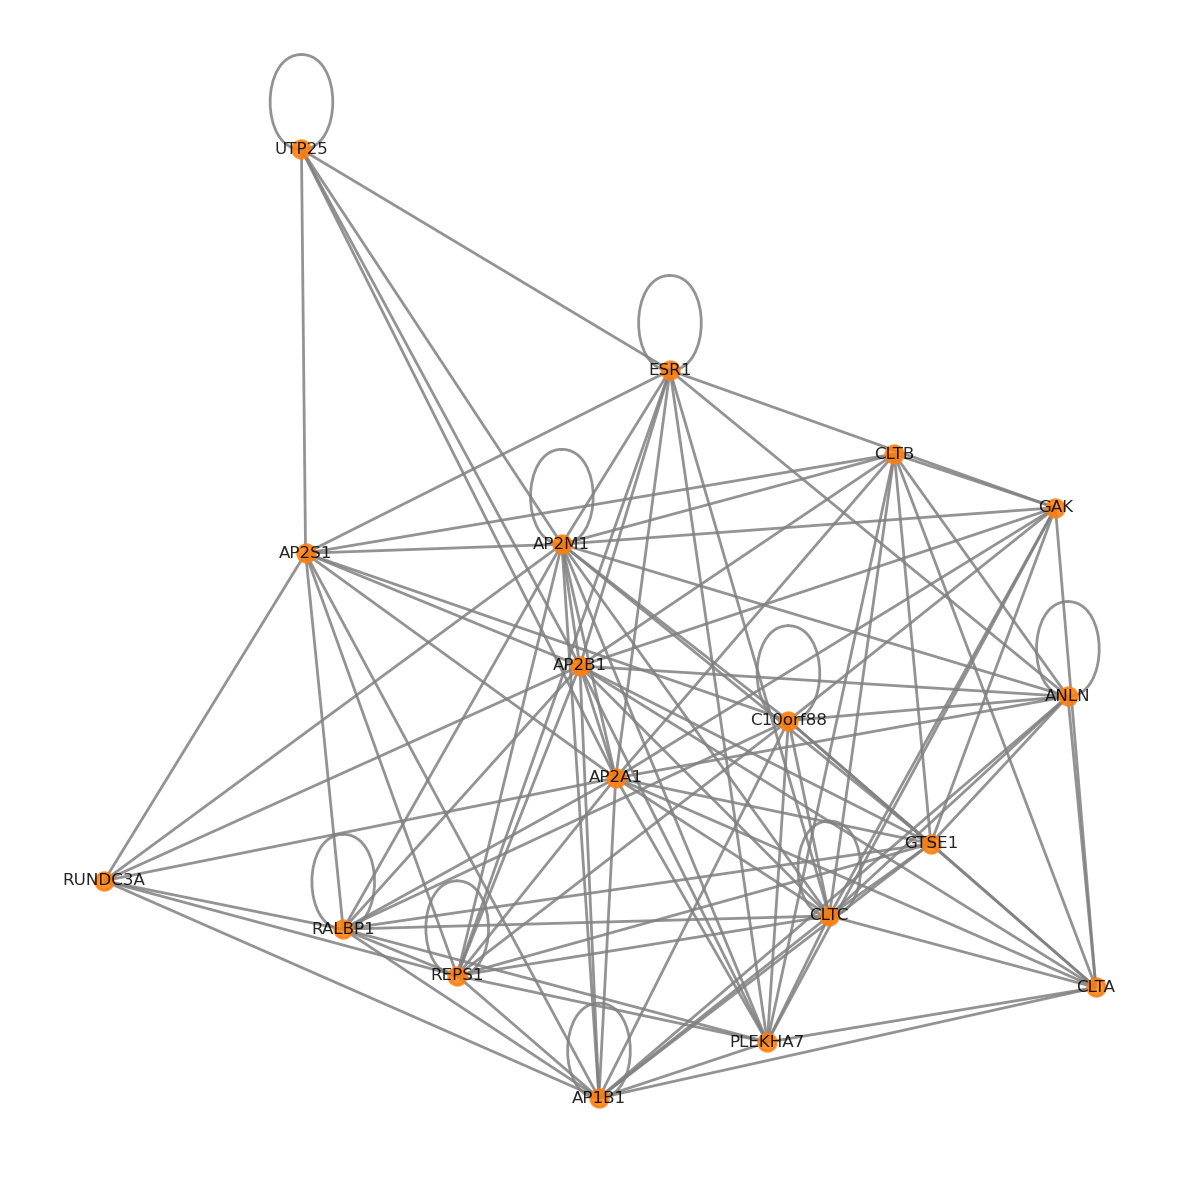 UTP25
ESR1
CLTB
GAK
AP2S1
AP2M1
AP2B1
ANLN
C10orf88
AP2A1
GTSE1
RUNDC3A
CLTC
RALBP1
REPS1
CLTA
PLEKHA7
AP1B1